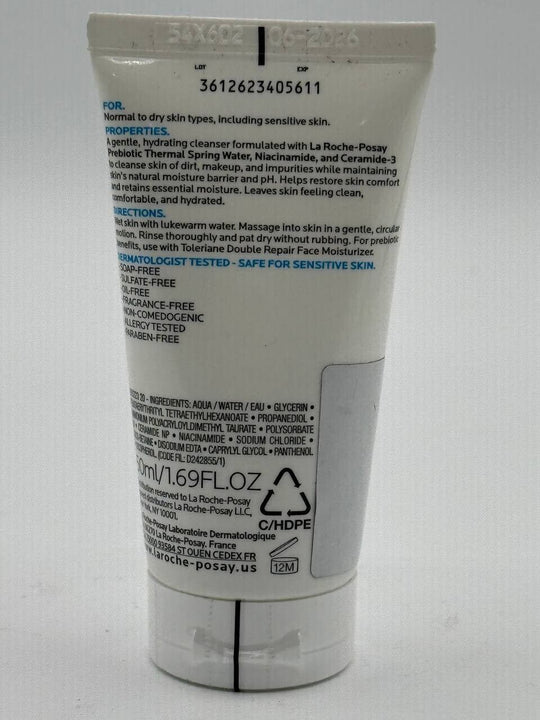 54X602 06-2026
LOT EXP
3612623405611
FOR.
Normal to dry skin types, including sensitive skin.
PROPERTIES.
A gentle, hydrating cleanser formulated with La Roche-Posay
Prebiotic Thermal Spring Water, Niacinamide, and Ceramide-3
to cleanse skin of dirt, makeup, and impurities while maintaining
skin's natural moisture barrier and pH. Helps restore skin comfort
and retains essential moisture. Leaves skin feeling clean,
comfortable, and hydrated.
DIRECTIONS.
Wet skin with lukewarm water. Massage into skin in a gentle, circular
motion. Rinse thoroughly and pat dry without rubbing. For prebiotic
benefits, use with Toleriane Double Repair Face Moisturizer.
DERMATOLOGIST TESTED - SAFE FOR SENSITIVE SKIN.
SOAP-FREE
SULFATE-FREE
OIL-FREE
FRAGRANCE-FREE
NON-COMEDOGENIC
ALLERGY TESTED
PARABEN-FREE
20 - INGREDIENTS: AQUA / WATER / EAU • GLYCERIN •
TETRAETHYLHEXANOATE • PROPANEDIOL •
POLYACRYLOYLDIMETHYL TAURATE • POLYSORBATE
• CERAMIDE NP • NIACINAMIDE • SODIUM CHLORIDE •
• DISODIUM EDTA • CAPRYLYL GLYCOL • PANTHENOL
(CODE FIL: D242855/1)
50ml/1.69FL.OZ
reserved to La Roche-Posay
distributors La Roche-Posay LLC,
NY 10001.
Roche-Posay Laboratoire Dermatologique
La Roche-Posay. France
93584 ST OUEN CEDEX FR
www.laroche-posay.us
C/HDPE
12M